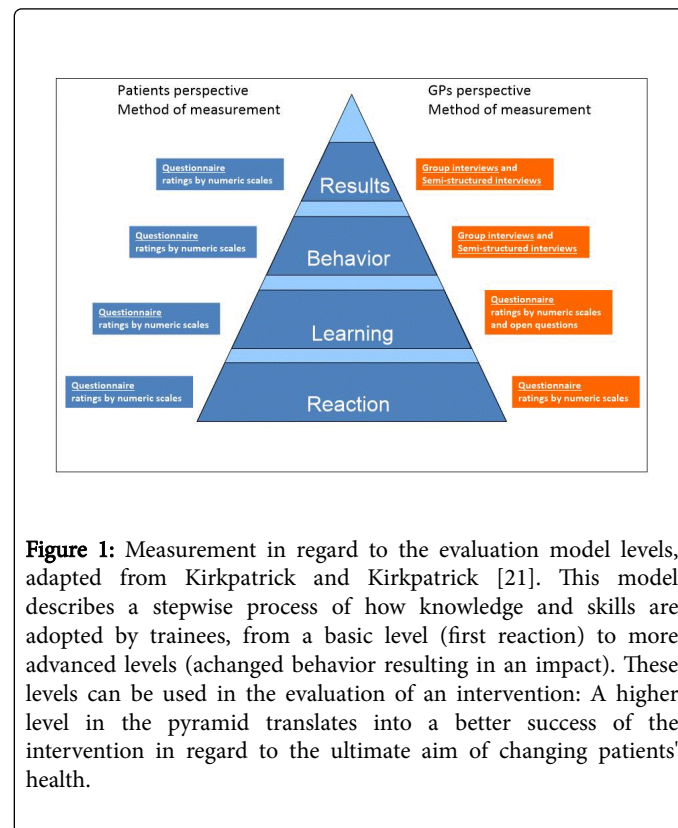 Patients perspective
Method of measurement
GPs perspective
Method of measurement
Questionnaire
ratings by numeric scales
Results
Group interviews and
Semi-structured interviews
Questionnaire
ratings by numeric scales
Behavior
Group interviews and
Semi-structured interviews
Questionnaire
ratings by numeric scales
Learning
Questionnaire
ratings by numeric scales
and open questions
Questionnaire
ratings by numeric scales
Reaction
Questionnaire
ratings by numeric scales
Figure 1: Measurement in regard to the evaluation model levels,
adapted from Kirkpatrick and Kirkpatrick [21]. This model
describes a stepwise process of how knowledge and skills are
adopted by trainees, from a basic level (first reaction) to more
advanced levels (achanged behavior resulting in an impact). These
levels can be used in the evaluation of an intervention: A higher
level in the pyramid translates into a better success of the
intervention in regard to the ultimate aim of changing patients'
health.